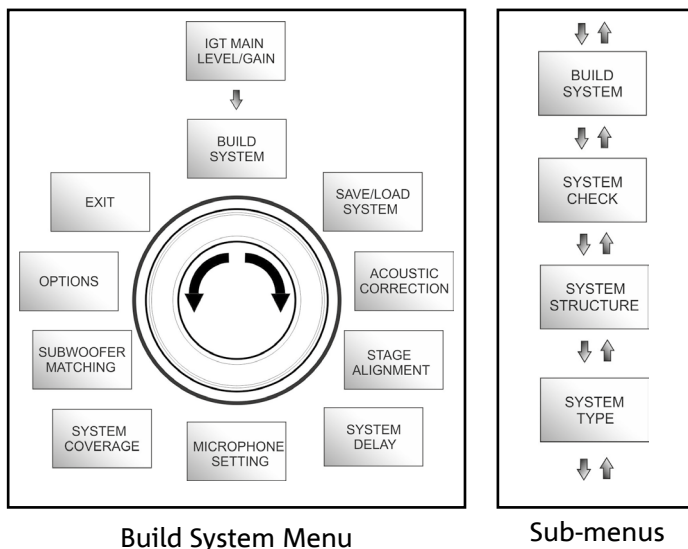 IGT MAIN
LEVEL/GAIN
BUILD
SYSTEM
SAVE/LOAD
SYSTEM
ACOUSTIC
CORRECTION
STAGE
ALIGNMENT
SYSTEM
DELAY
MICROPHONE
SETTING
SYSTEM
COVERAGE
SUBWOOFER
MATCHING
OPTIONS
EXIT
Build System Menu
BUILD
SYSTEM
SYSTEM
CHECK
SYSTEM
STRUCTURE
SYSTEM
TYPE
Sub-menus